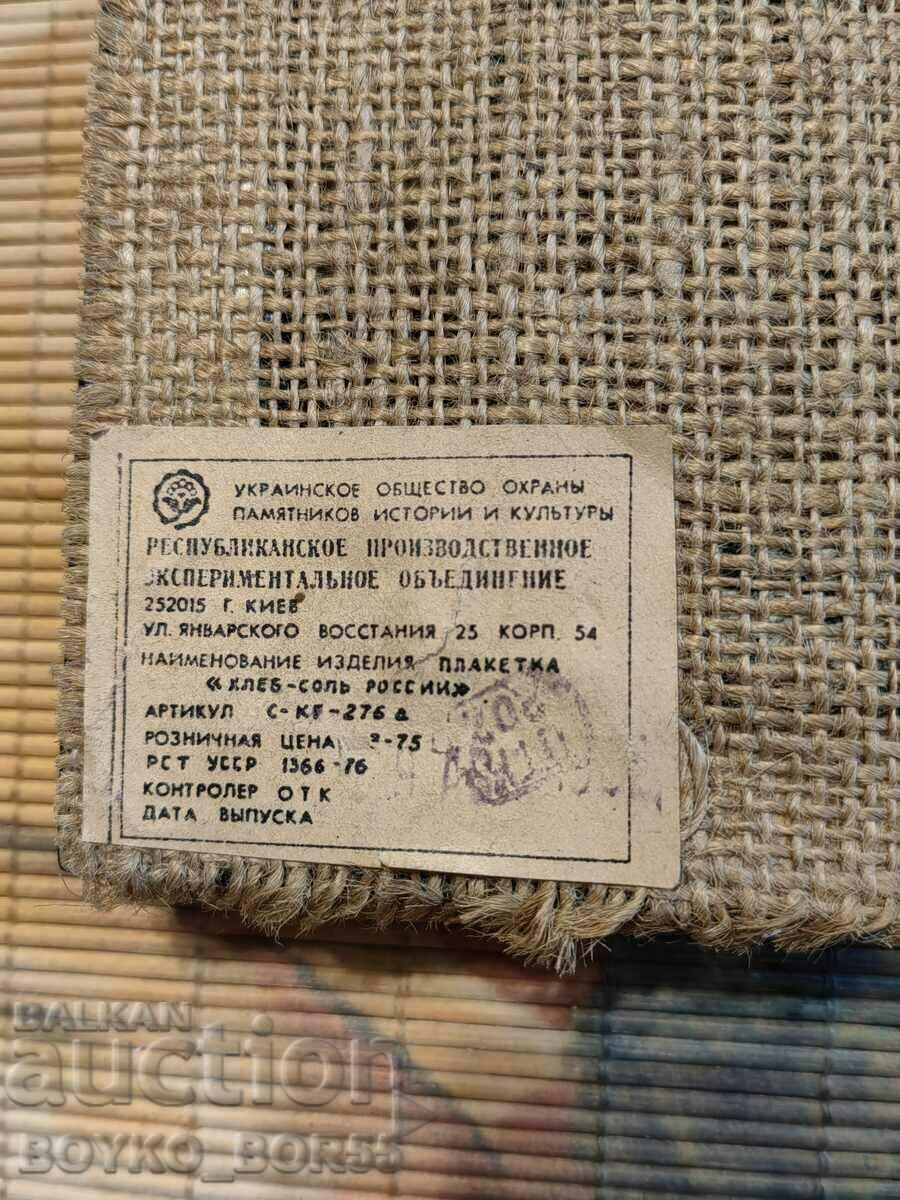 УКРАИНСКОЕ ОБЩЕСТВО ОХРАНЫ
ПАМЯТНИКОВ ИСТОРИИ И КУЛЬТУРЫ
РЕСПУБЛИКАНСКОЕ ПРОИЗВОДСТВЕННОЕ
ЭКСПЕРИМЕНТАЛЬНОЕ ОБЪЕДИНЕНИЕ
252015 Г. КИЕВ
УЛ. ЯНВАРСКОГО ВОССТАНИЯ 25 КОРП. 54
НАИМЕНОВАНИЕ ИЗДЕЛИЯ ПЛАКЕТКА
«ХЛЕБ-СОЛЬ РОССИИ»
АРТИКУЛ
РОЗНИЧНАЯ ЦЕНА
РСТ УССР 1366-76
КОНТРОЛЕР ОТК
ДАТА ВЫПУСКА
BALKAN
auction
BOYKO_BOR55